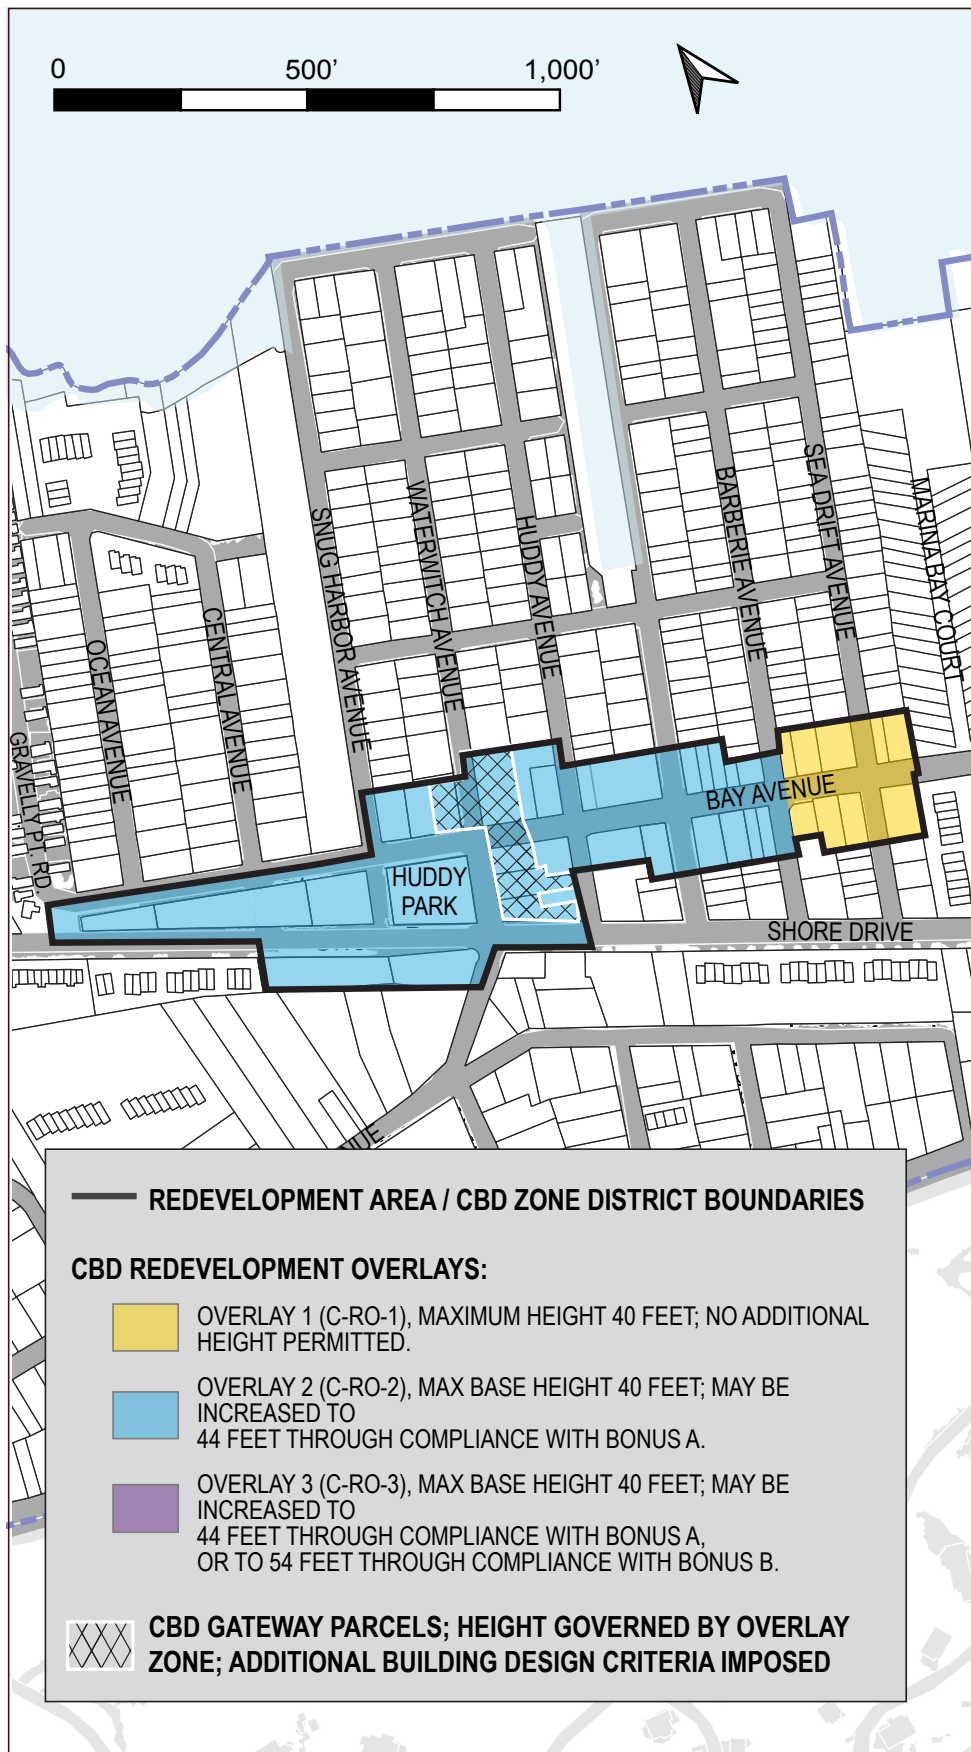 0 500’ 1,000’
SNUG HARBOR AVENUE
WATERWITCH AVENUE
HUDDY AVENUE
BARBERIE AVENUE
SEA DRIFT AVENUE
MARINA BAY COURT
OCEAN AVENUE
CENTRAL AVENUE
GRAVELLY PT. RD.
BAY AVENUE
HUDDY
PARK
SHORE DRIVE
REDEVELOPMENT AREA / CBD ZONE DISTRICT BOUNDARIES
CBD REDEVELOPMENT OVERLAYS:
OVERLAY 1 (C-RO-1), MAXIMUM HEIGHT 40 FEET; NO ADDITIONAL
HEIGHT PERMITTED.
OVERLAY 2 (C-RO-2), MAX BASE HEIGHT 40 FEET; MAY BE
INCREASED TO
44 FEET THROUGH COMPLIANCE WITH BONUS A.
OVERLAY 3 (C-RO-3), MAX BASE HEIGHT 40 FEET; MAY BE
INCREASED TO
44 FEET THROUGH COMPLIANCE WITH BONUS A,
OR TO 54 FEET THROUGH COMPLIANCE WITH BONUS B.
CBD GATEWAY PARCELS; HEIGHT GOVERNED BY OVERLAY
ZONE; ADDITIONAL BUILDING DESIGN CRITERIA IMPOSED